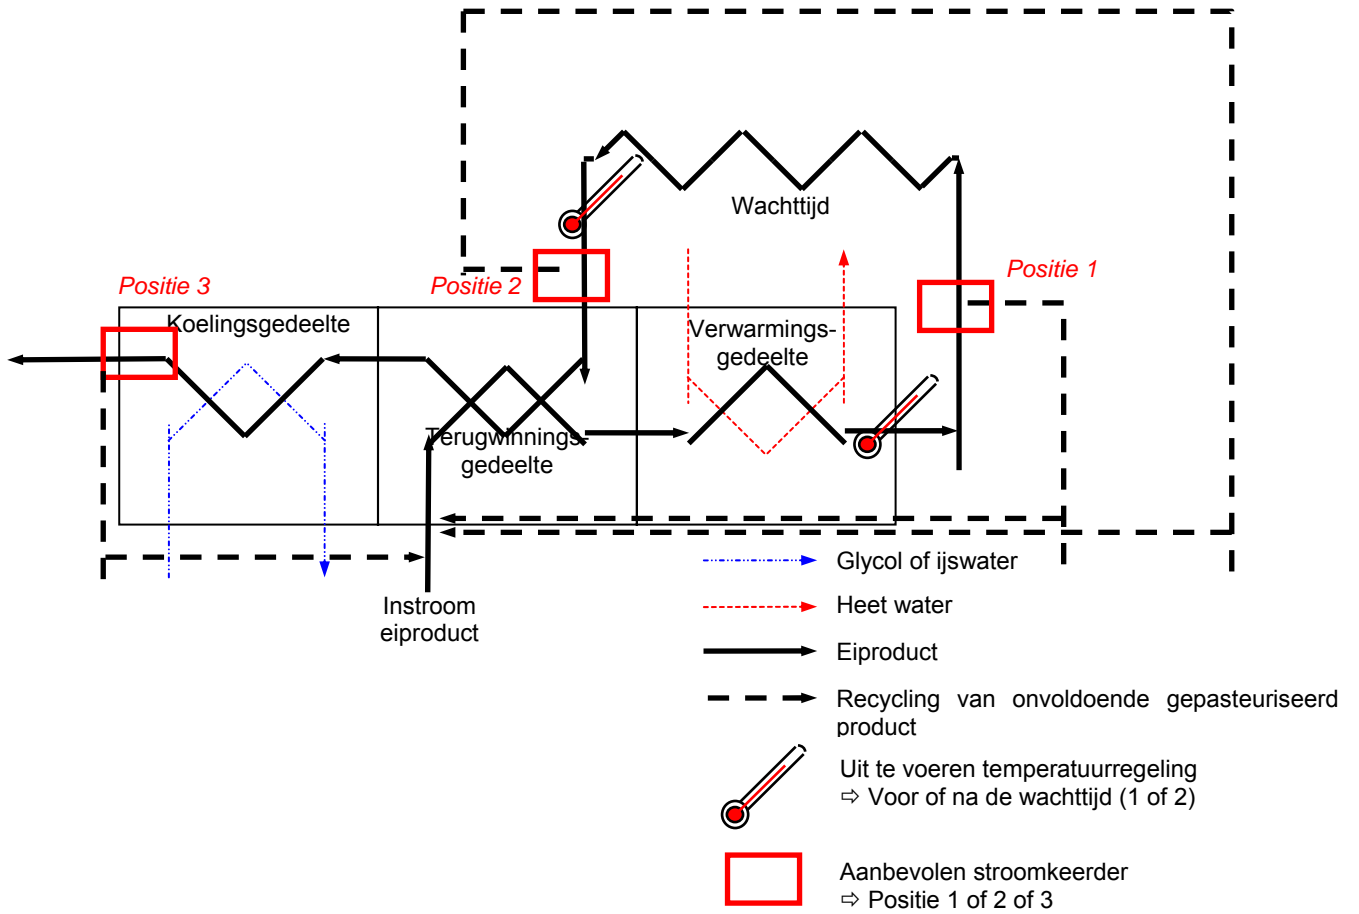 Wachttijd
Positie 1
Positie 2
Positie 3
Koelingsgedeelte
Verwarmings-
gedeelte
Terugwinnings-
gedeelte
Instroom
eiproduct
Glycol of ijswater
Heet water
Eiproduct
Recycling van onvoldoende gepasteuriseerd
product
Uit te voeren temperatuurregeling
⇨ Voor of na de wachttijd (1 of 2)
Aanbevolen stroomkeerder
⇨ Positie 1 of 2 of 3